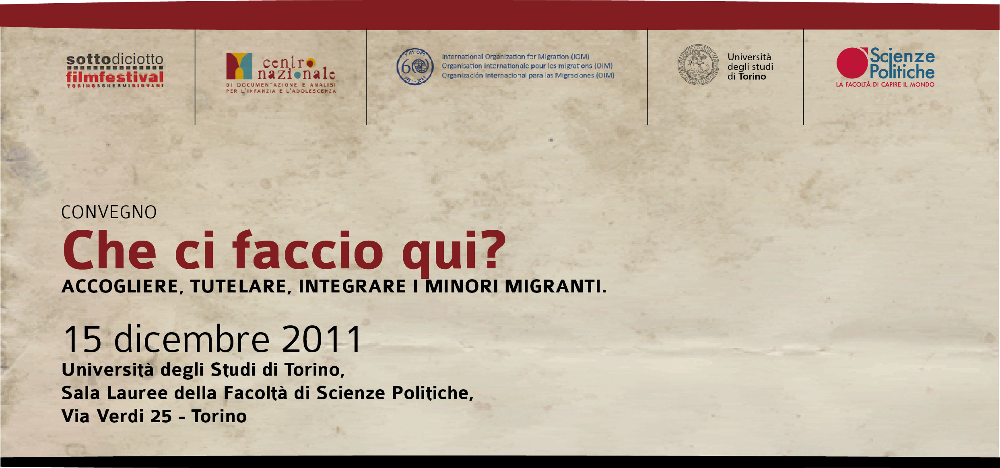 sottodiciotto
filmfestival
TORINOSCHERMIGIOVANI
centro
nazionale
DI DOCUMENTAZIONE E ANALISI
PER L'INFANZIA E L'ADOLESCENZA
IOM • OIM
60
1951 - 2011
International Organization for Migration (IOM)
Organisation internationale pour les migrations (OIM)
Organización Internacional para las Migraciones (OIM)
Università
degli studi
di Torino
Scienze
Politiche
LA FACOLTÀ DI CAPIRE IL MONDO
CONVEGNO
Che ci faccio qui?
ACCOGLIERE, TUTELARE, INTEGRARE I MINORI MIGRANTI.
15 dicembre 2011
Università degli Studi di Torino,
Sala Lauree della Facoltà di Scienze Politiche,
Via Verdi 25 - Torino